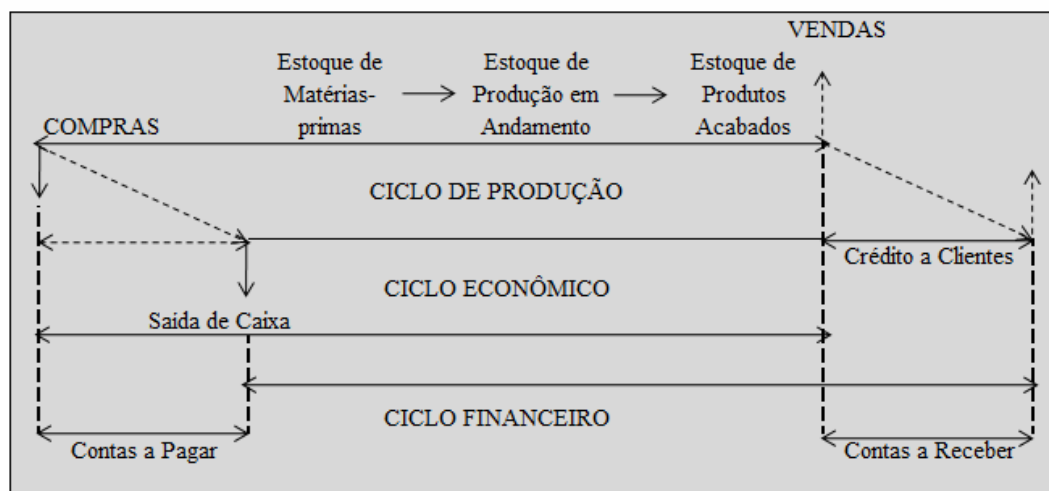 VENDAS
Estoque de
Matérias-
primas
Estoque de
Produção em
Andamento
Estoque de
Produtos
Acabados
COMPRAS
CICLO DE PRODUÇÃO
Crédito a Clientes
CICLO ECONÔMICO
Saída de Caixa
CICLO FINANCEIRO
Contas a Pagar
Contas a Receber